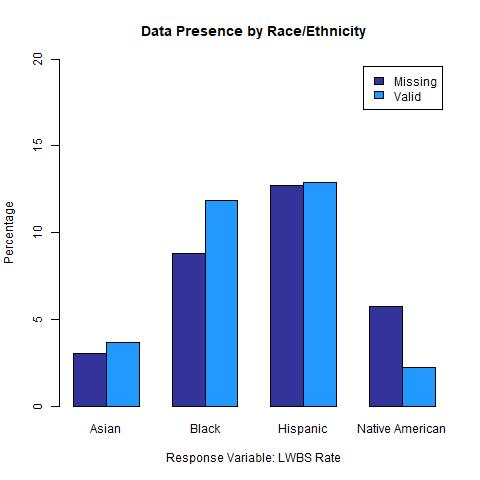 Data Presence by Race/Ethnicity
Missing
Valid
Percentage
20
15
10
5
0
Asian Black Hispanic Native American
Response Variable: LWBS Rate